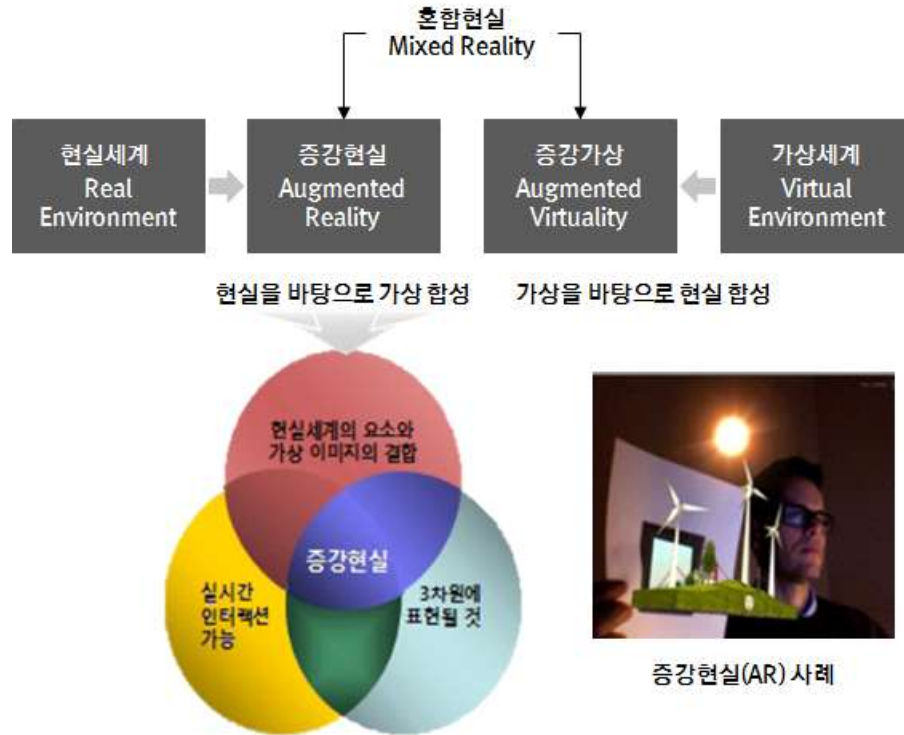 혼합현실
Mixed Reality
현실세계
Real
Environment
증강현실
Augmented
Reality
증강가상
Augmented
Virtuality
가상세계
Virtual
Environment
현실을 바탕으로 가상 합성
가상을 바탕으로 현실 합성
현실세계의 요소와
가상 이미지의 결합
증강현실
실시간
인터랙션
가능
3차원에
표현될 것
증강현실(AR) 사례